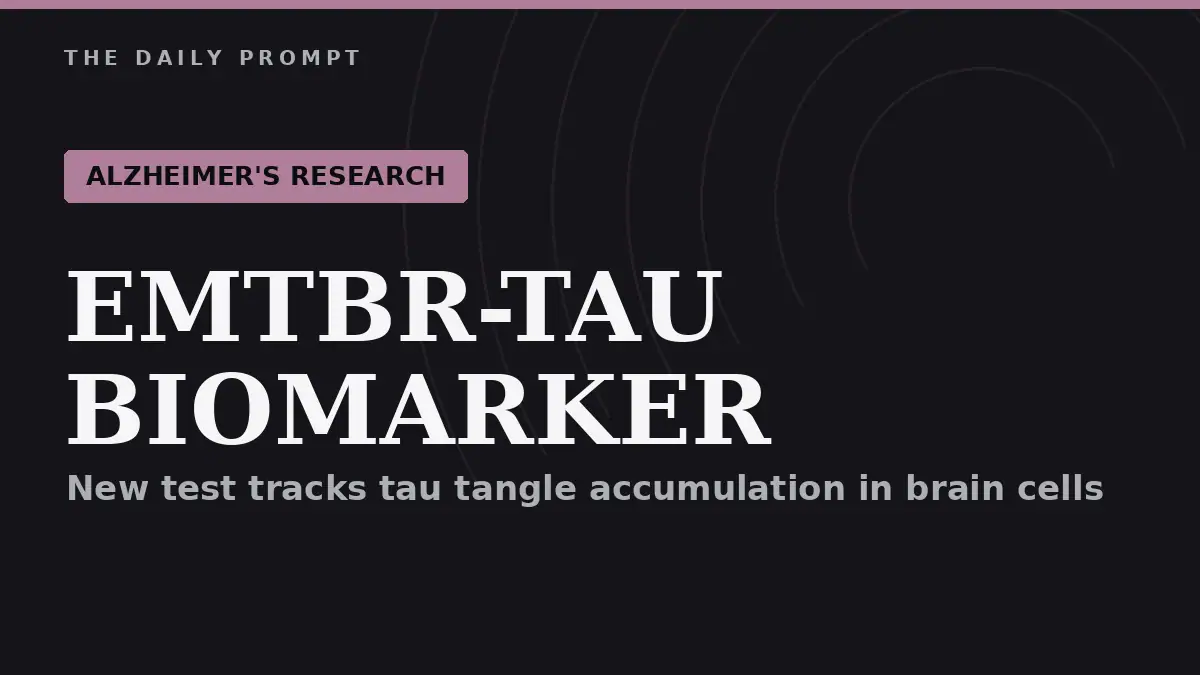 THE DAILY PROMPT
ALZHEIMER'S RESEARCH
EMTBR-TAU
BIOMARKER
New test tracks tau tangle accumulation in brain cells